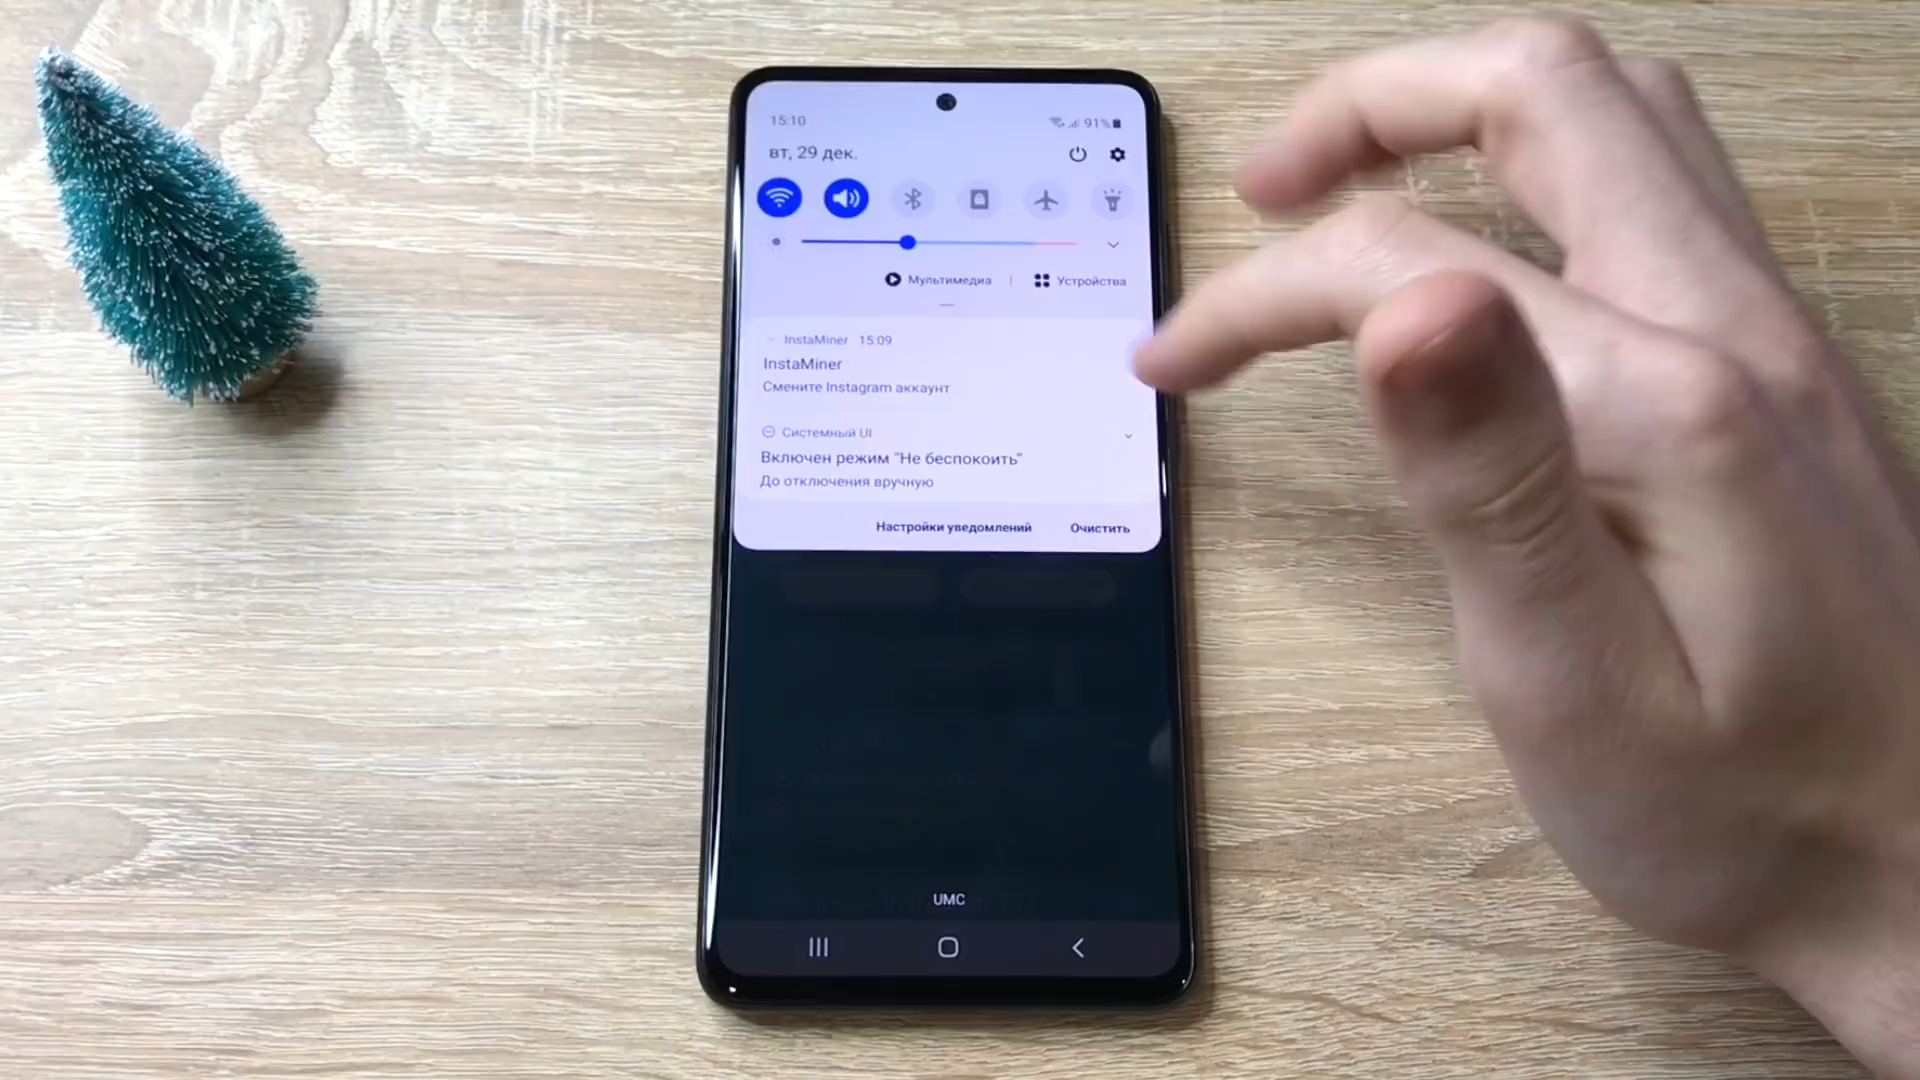 15:10
91%
вт, 29 дек.
Мультимедиа | Устройства
InstaMiner 15:09
InstaMiner
Смените Instagram аккаунт
Системный UI
Включен режим "Не беспокоить"
До отключения вручную
Настройки уведомлений Очистить
UMC